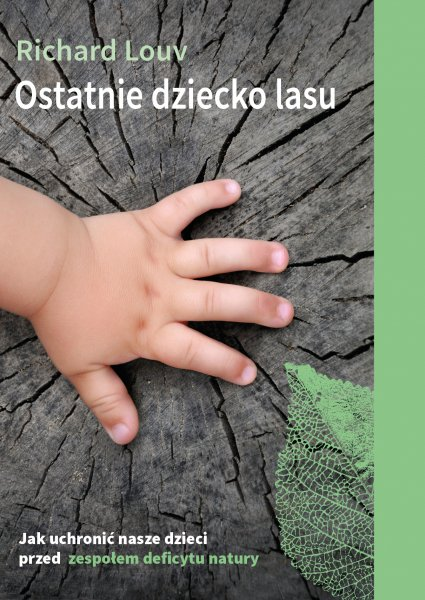 Richard Louv
Ostatnie dziecko lasu
Jak uchronić nasze dzieci
przed zespołem deficytu natury